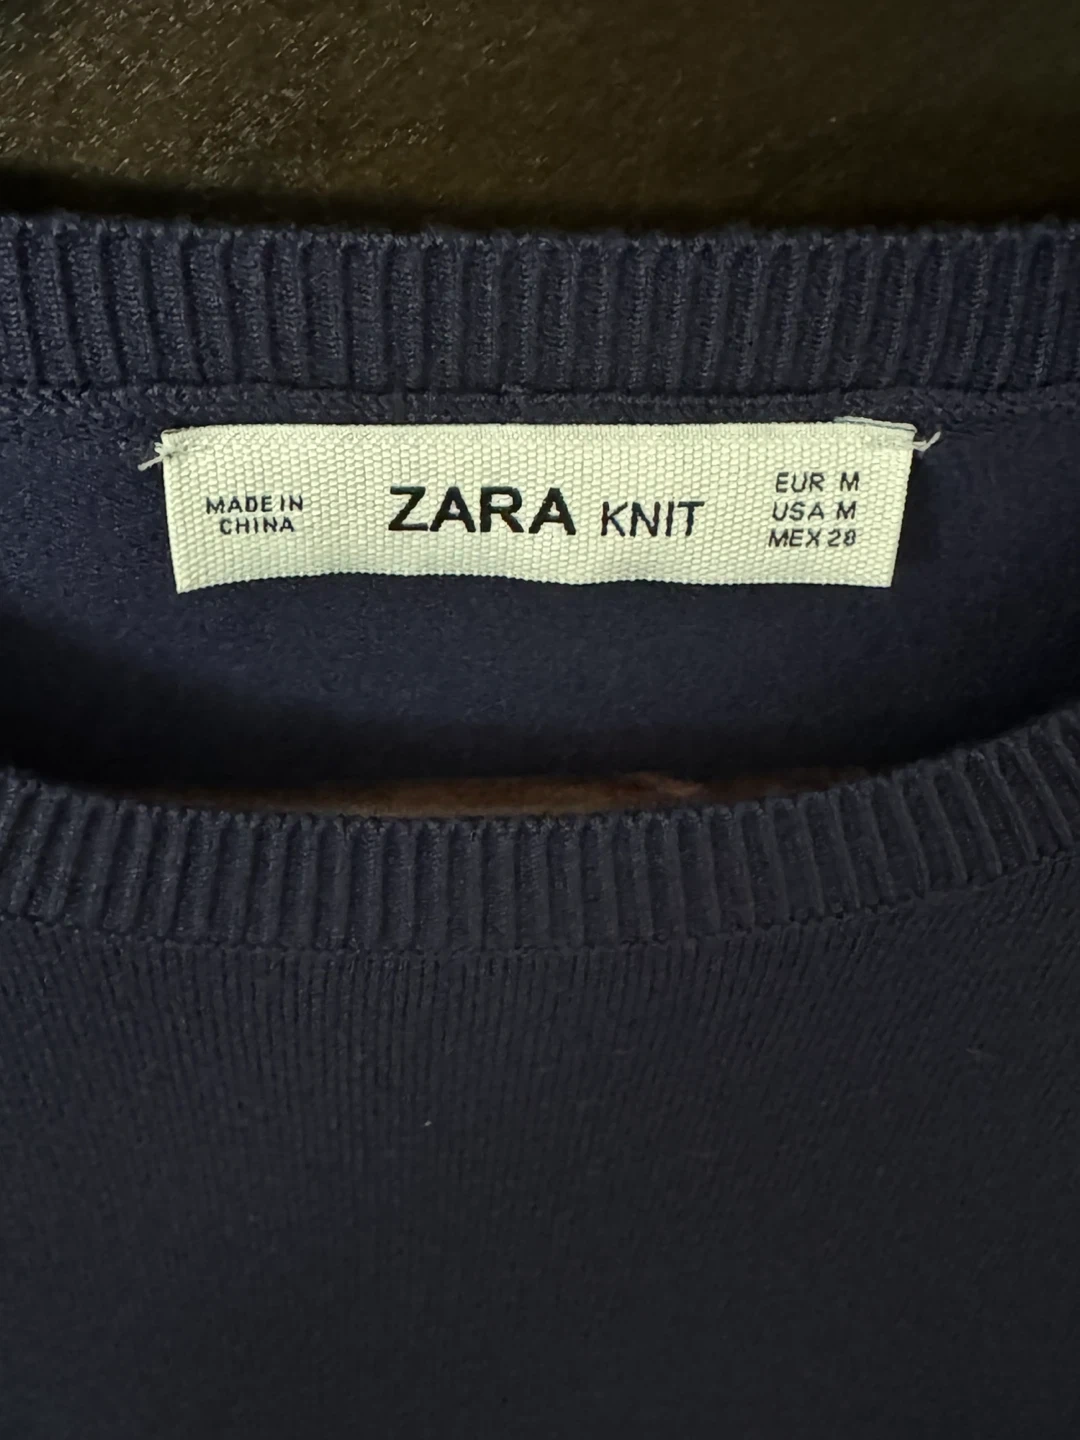 MADE IN
CHINA
ZARA KNIT
EUR M
USA M
MEX 28